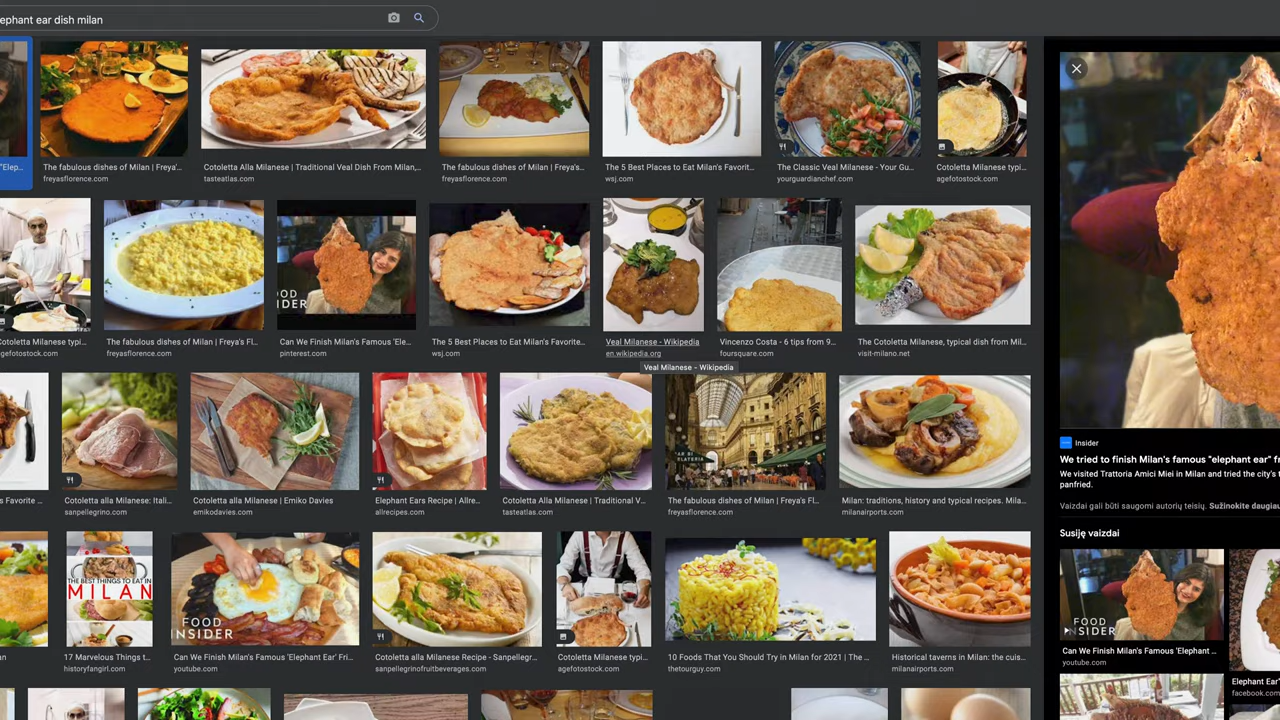 ephant ear dish milan
"Elep...
The fabulous dishes of Milan | Freya'...
freyasflorence.com
Cotoletta Alla Milanese | Traditional Veal Dish From Milan,...
tasteatlas.com
The fabulous dishes of Milan | Freya's...
freyasflorence.com
The 5 Best Places to Eat Milan's Favorit...
wsj.com
The Classic Veal Milanese - Your Gu...
yourguardianchef.com
Cotoletta Milanese typi...
agefotostock.com
Cotoletta Milanese typi...
agefotostock.com
The fabulous dishes of Milan | Freya's Fl...
freyasflorence.com
FOOD
INSIDER
Can We Finish Milan's Famous 'Ele...
pinterest.com
The 5 Best Places to Eat Milan's Favorite...
wsj.com
Veal Milanese - Wikipedia
en.wikipedia.org
Veal Milanese - Wikipedia
Vincenzo Costa - 6 tips from 9...
foursquare.com
The Cotoletta Milanese, typical dish from Mil...
visit-milano.net
Favorite ...
Cotoletta alla Milanese: Itali...
sanpellegrino.com
Cotoletta alla Milanese | Emiko Davies
emikodavies.com
Elephant Ears Recipe | Allre...
allrecipes.com
Cotoletta Alla Milanese | Traditional V...
tasteatlas.com
The fabulous dishes of Milan | Freya's Fl...
freyasflorence.com
Milan: traditions, history and typical recipes. Mila...
milanairports.com
an
THE BEST THINGS TO EAT IN
MILAN
17 Marvelous Things t...
historyfangirl.com
FOOD
INSIDER
Can We Finish Milan's Famous 'Elephant Ear' Fri...
youtube.com
Cotoletta alla Milanese Recipe - Sanpellegr...
sanpellegrinofruitbeverages.com
Cotoletta Milanese typi...
agefotostock.com
10 Foods That You Should Try in Milan for 2021 | The ...
thetourguy.com
Historical taverns in Milan: the cuis...
milanairports.com
Insider
We tried to finish Milan's famous "elephant ear" fr
We visited Trattoria Amici Miei in Milan and tried the city's
panfried.
Vaizdai gali būti saugomi autorių teisių. Sužinokite daugiau
Susiję vaizdai
FOOD
INSIDER
Can We Finish Milan's Famous 'Elephant ...
youtube.com
Elephant Ear"
facebook.com